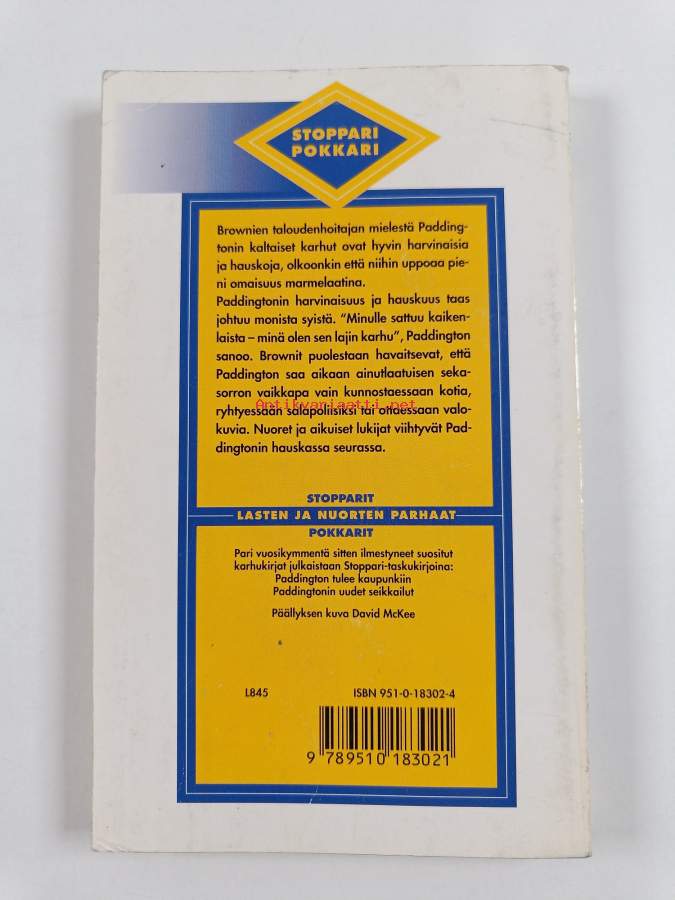 STOPPARI
POKKARI
Brownien taloudenhoitajan mielestä Padding-
tonin kaltaiset karhut ovat hyvin harvinaisia
ja hauskoja, olkoonkin että niihin uppoaa pie-
ni omaisuus marmelaatina.
Paddingtonin harvinaisuus ja hauskuus taas
johtuu monista syistä. ”Minulle sattuu kaiken-
laista – minä olen sen lajin karhu”, Paddington
sanoo. Brownit puolestaan havaitsevat, että
Paddington saa aikaan ainutlaatuisen seka-
sorron vaikkapa vain kunnostaessaan kotia,
Antikvariaatti.net
ryhtyessään salapoliisiksi tai ottaessaan valo-
kuvia. Nuoret ja aikuiset lukijat viihtyvät Pad-
dingtonin hauskassa seurassa.
STOPPARIT
LASTEN JA NUORTEN PARHAAT
POKKARIT
Pari vuosikymmentä sitten ilmestyneet suositut
karhukirjat julkaistaan Stoppari-taskukirjoina:
Paddington tulee kaupunkiin
Paddingtonin uudet seikkailut
Päällyksen kuva David McKee
L845 ISBN 951-0-18302-4
9 789510 183021